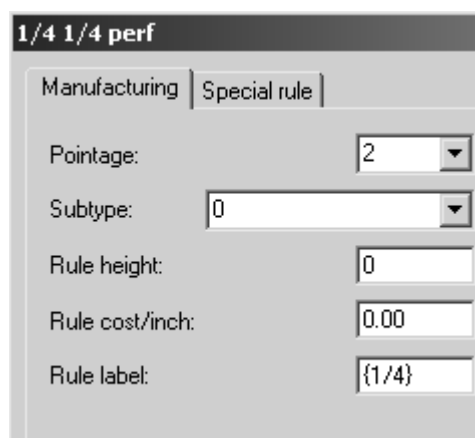 1/4 1/4 perf
Manufacturing Special rule
Pointage: 2
Subtype: 0
Rule height: 0
Rule cost/inch: 0.00
Rule label: {1/4}